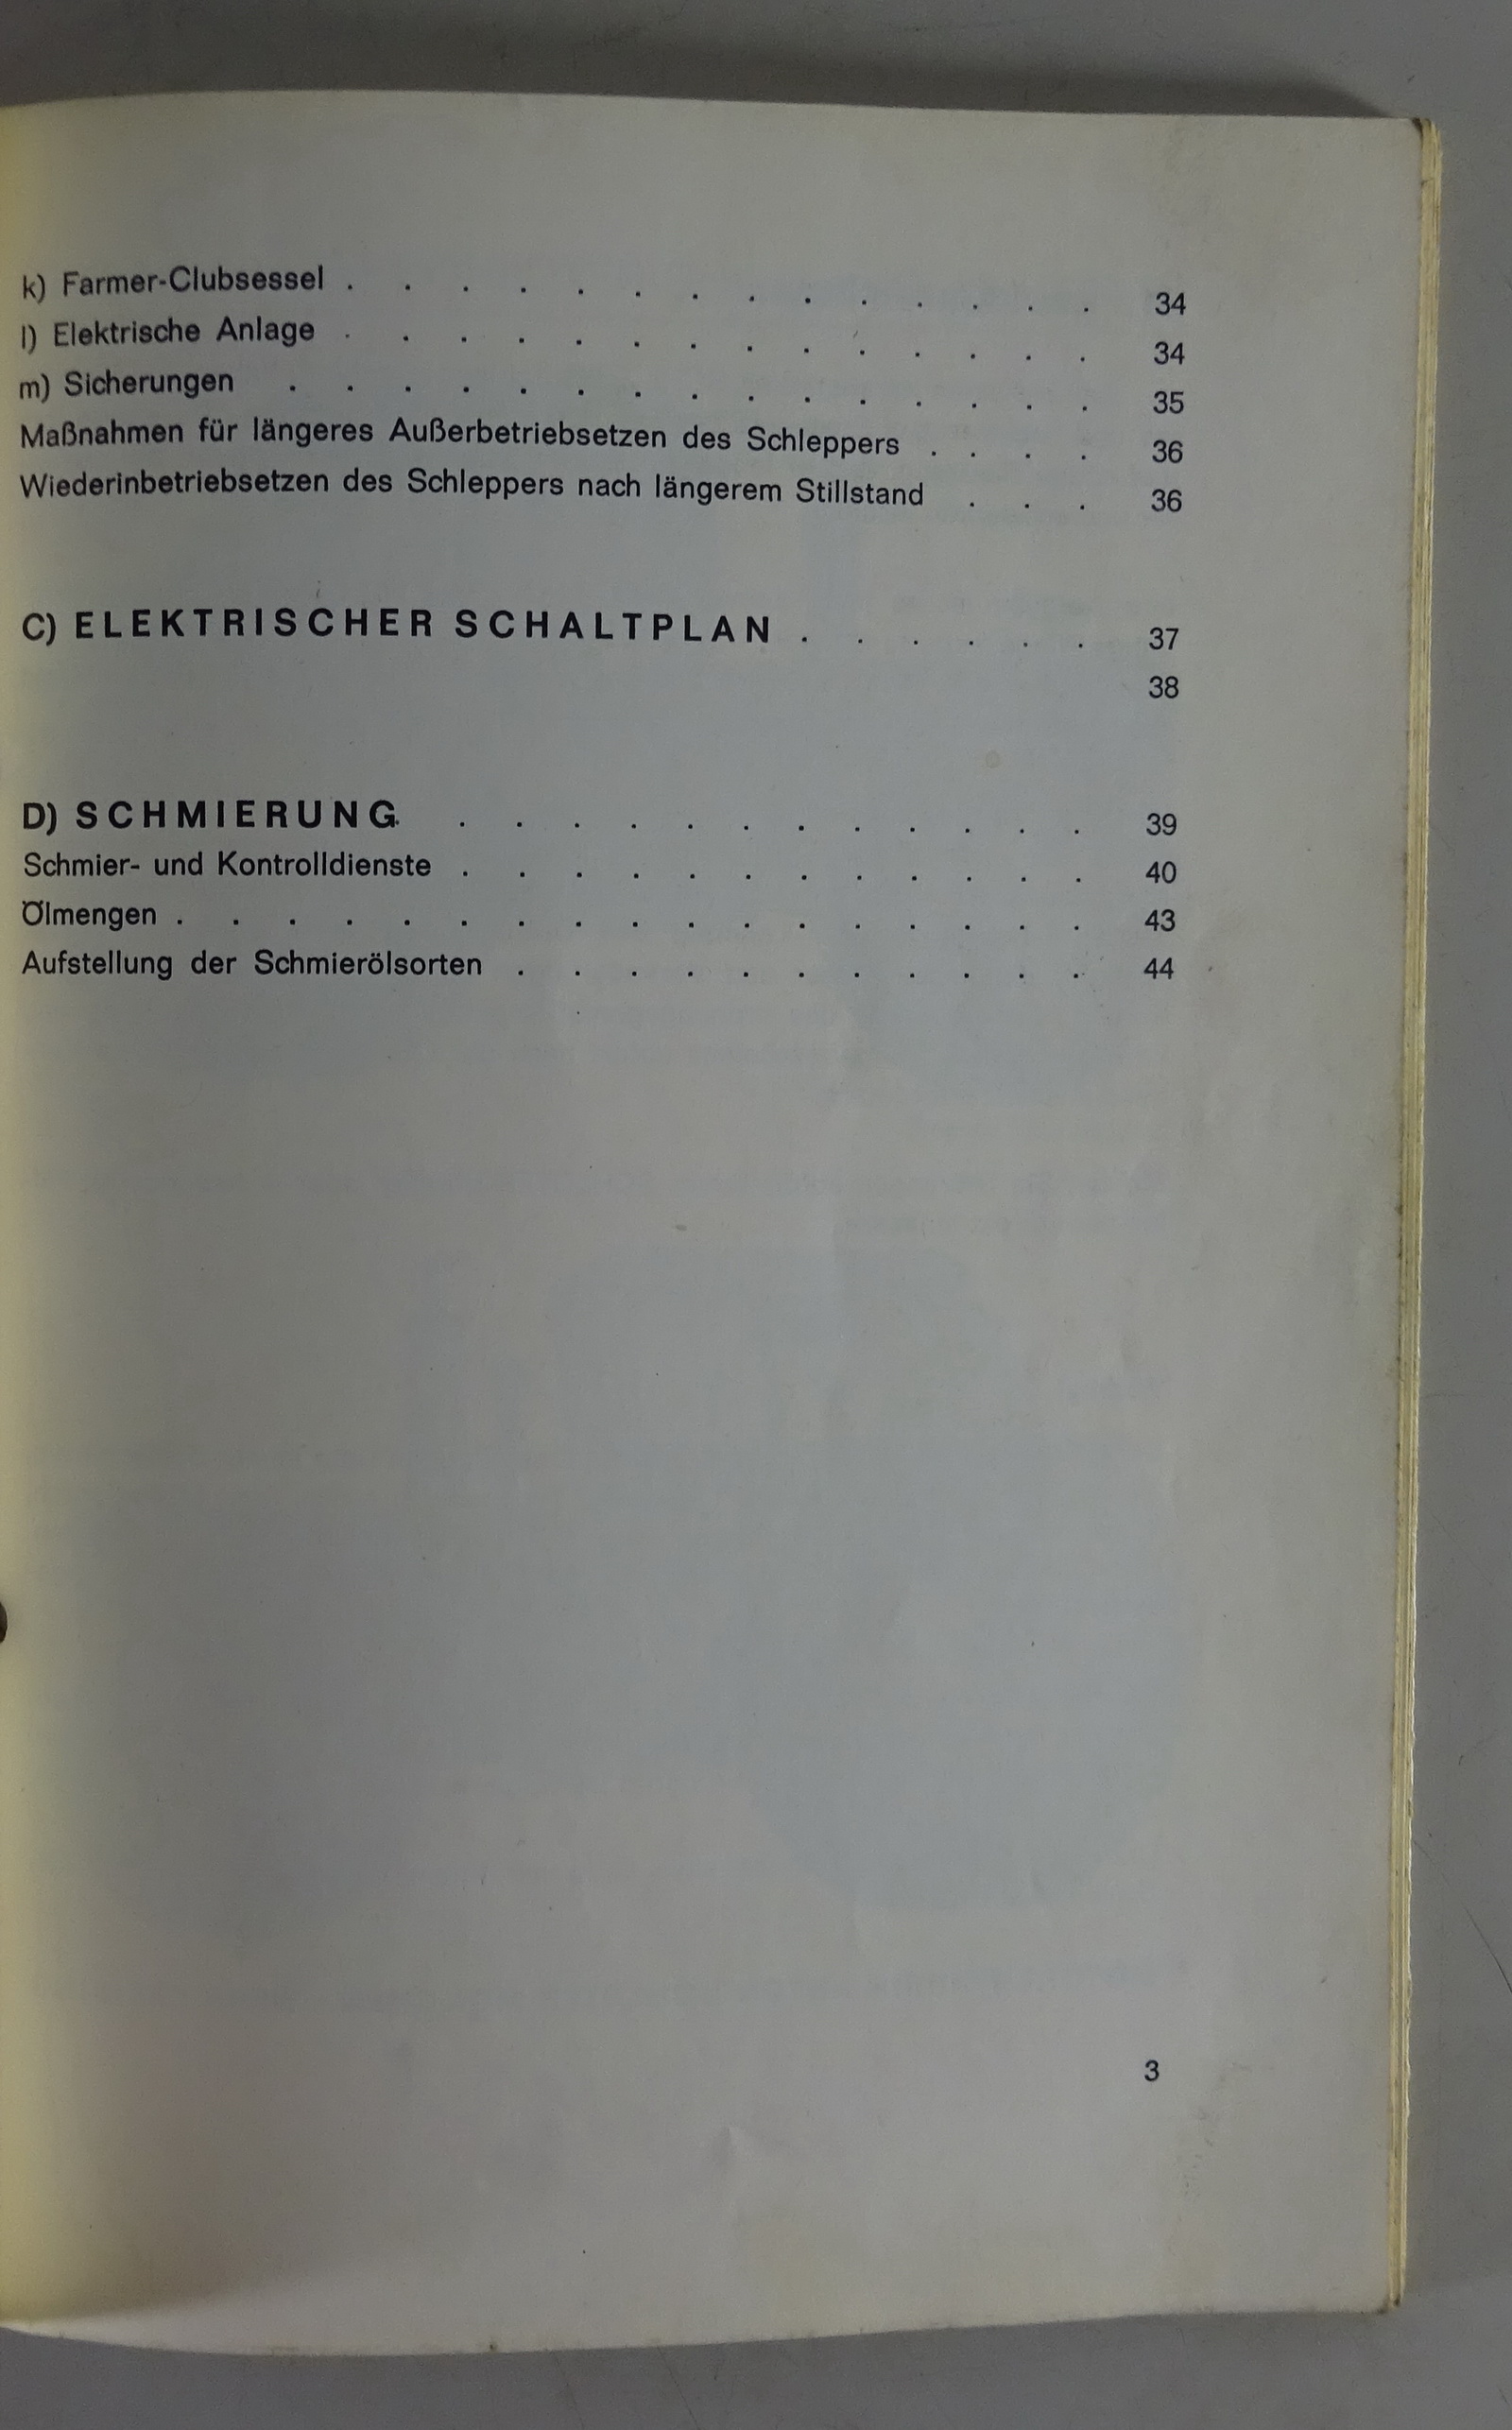 k) Farmer-Clubsessel . . . . . . . . . . . . . . 34
l) Elektrische Anlage . . . . . . . . . . . . . . 34
m) Sicherungen . . . . . . . . . . . . . . . 35
Maßnahmen für längeres Außerbetriebsetzen des Schleppers . . . . 36
Wiederinbetriebsetzen des Schleppers nach längerem Stillstand . . . 36
C) ELEKTRISCHER SCHALTPLAN . . . . . . 37
38
D) SCHMIERUNG . . . . . . . . . . . . 39
Schmier- und Kontrolldienste . . . . . . . . . . . . 40
Ölmengen . . . . . . . . . . . . . . . . . 43
Aufstellung der Schmierölsorten . . . . . . . . . . . 44
3